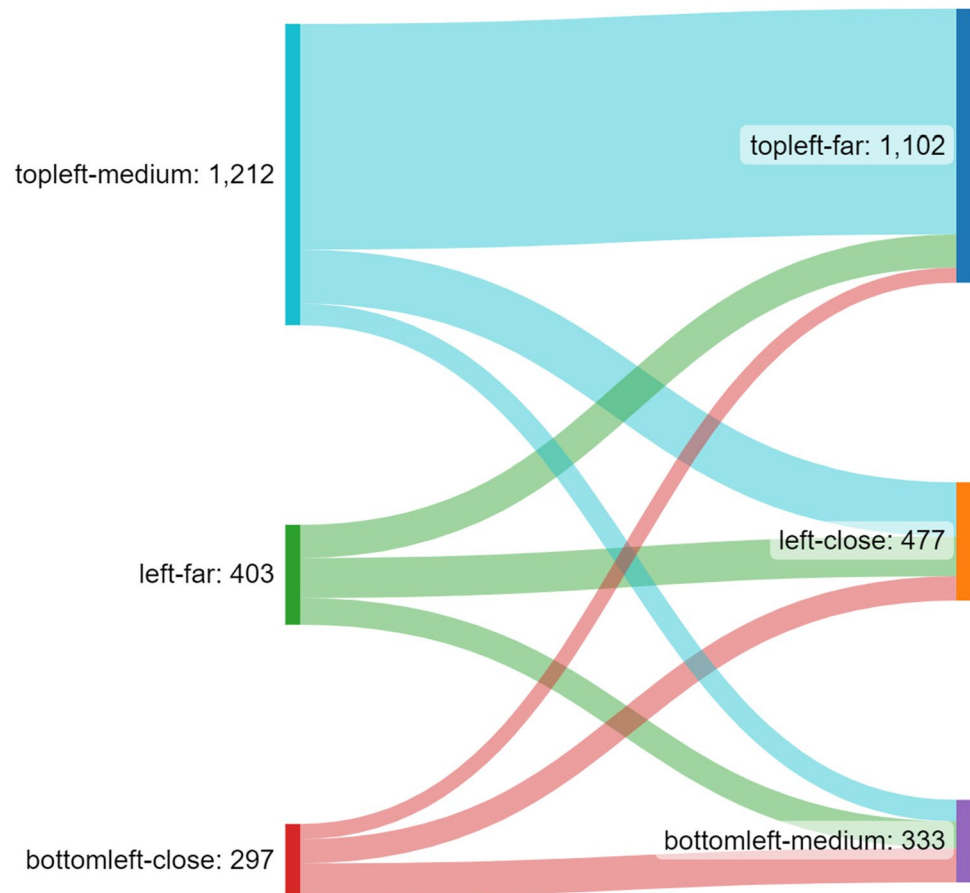 topleft-far: 1,102
topleft-medium: 1,212
left-close: 477
left-far: 403
bottomleft-medium: 333
bottomleft-close: 297